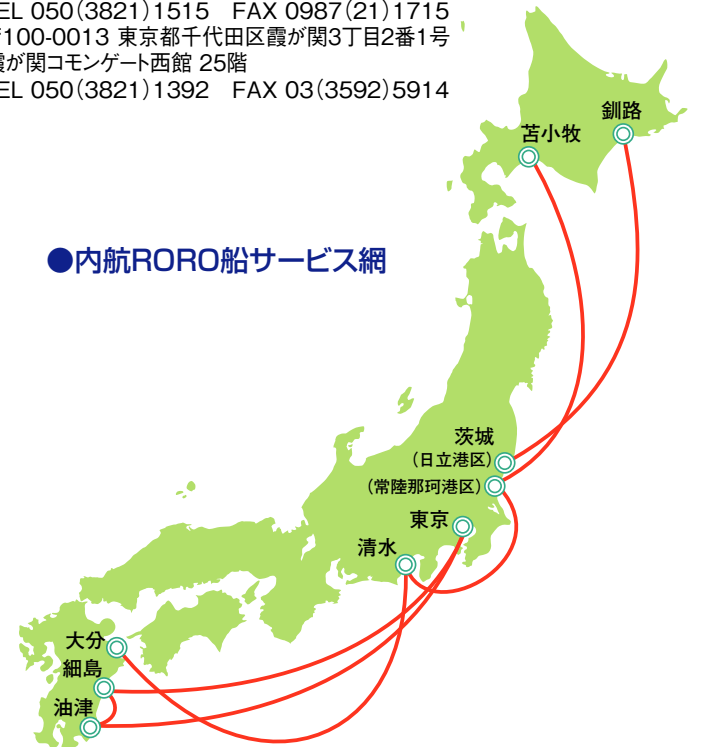 TEL 050(3821)1515 FAX 0987(21)1715
〒100-0013 東京都千代田区霞が関3丁目2番1号
霞が関コモンゲート西館 25階
TEL 050(3821)1392 FAX 03(3592)5914
釧路
苫小牧
●内航RORO船サービス網
茨城
(日立港区)
(常陸那珂港区)
東京
清水
大分
細島
油津